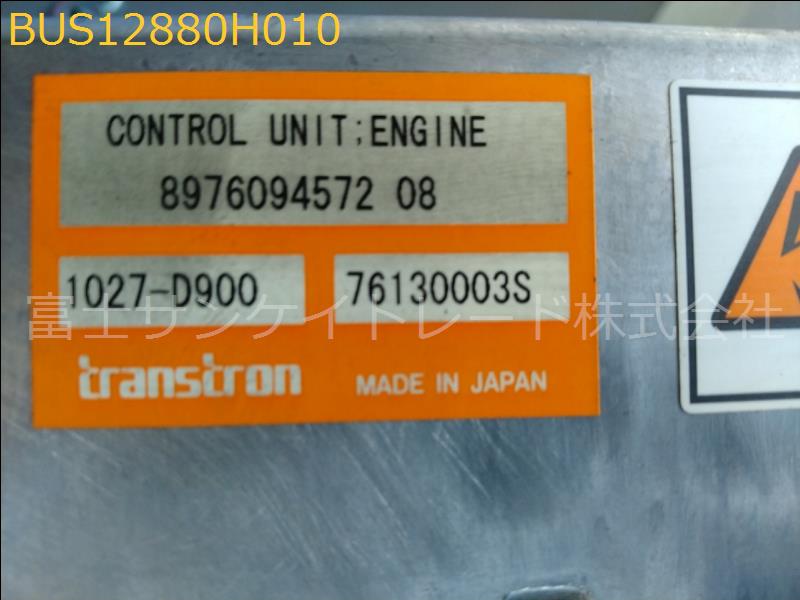 BUS12880H010
CONTROL UNIT;ENGINE
8976094572 08
1027-D900
76130003S
富士サンケイトレード株式会社
transtron
MADE IN JAPAN